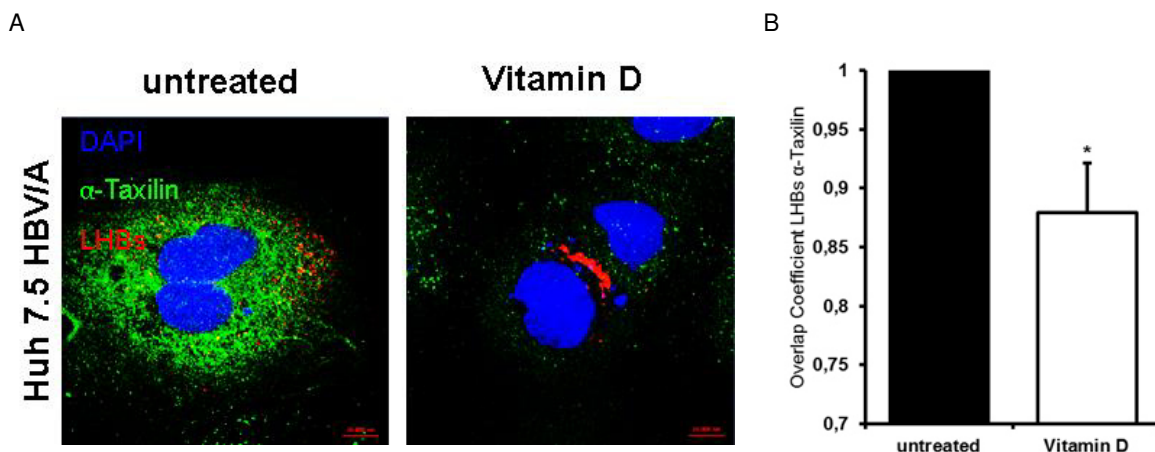 A
B
untreated
Vitamin D
Huh 7.5 HBV/A
DAPI
α-Taxilin
LHBs
Overlap Coefficient LHBs α-Taxilin
1
0,95
0,9
0,85
0,8
0,75
0,7
*
untreated
Vitamin D